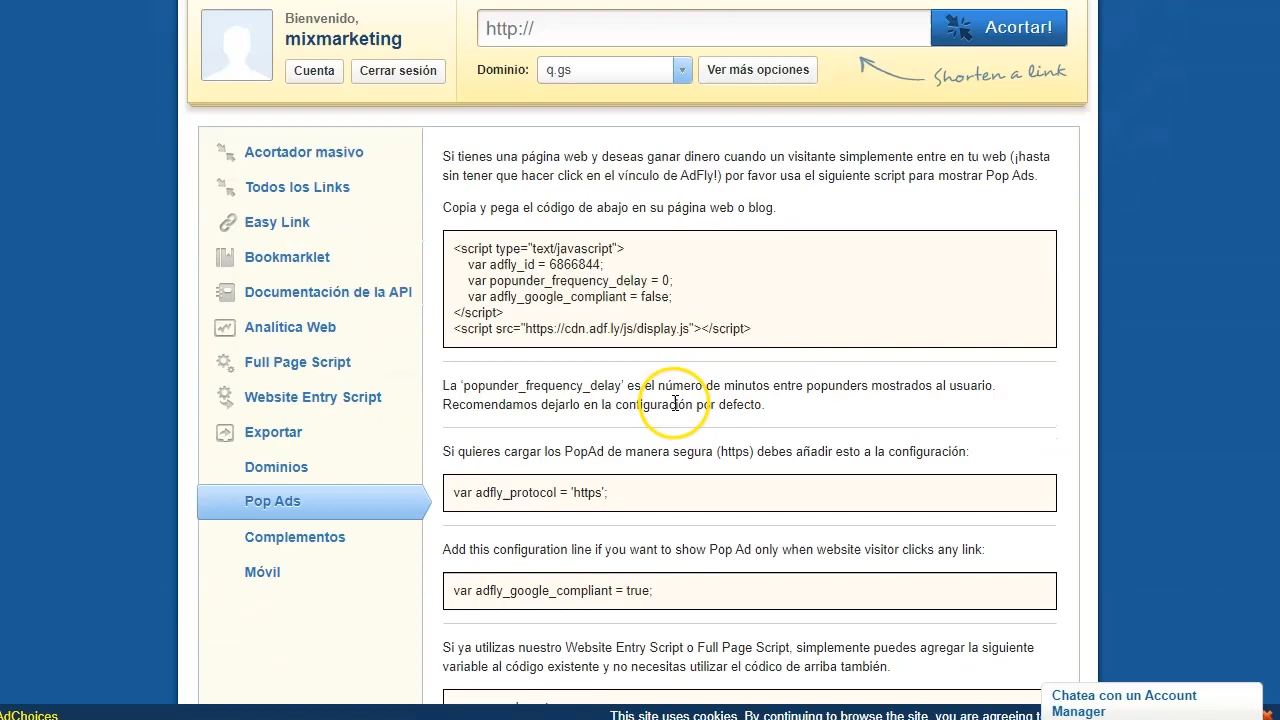 Bienvenido,
mixmarketing
Cuenta
Cerrar sesión
http://
Acortar!
Dominio:
q.gs
Ver más opciones
Shorten a link
Acortador masivo
Todos los Links
Easy Link
Bookmarklet
Documentación de la API
Analítica Web
Full Page Script
Website Entry Script
Exportar
Dominios
Pop Ads
Complementos
Móvil
Si tienes una página web y deseas ganar dinero cuando un visitante simplemente entre en tu web (¡hasta
sin tener que hacer click en el vínculo de AdFly!) por favor usa el siguiente script para mostrar Pop Ads.
Copia y pega el código de abajo en su página web o blog.
<script type="text/javascript">
var adfly_id = 6866844;
var popunder_frequency_delay = 0;
var adfly_google_compliant = false;
</script>
<script src="https://cdn.adf.ly/js/display.js"></script>
La 'popunder_frequency_delay' es el número de minutos entre popunders mostrados al usuario.
Recomendamos dejarlo en la configuración por defecto.
Si quieres cargar los PopAd de manera segura (https) debes añadir esto a la configuración:
var adfly_protocol = 'https';
Add this configuration line if you want to show Pop Ad only when website visitor clicks any link:
var adfly_google_compliant = true;
Si ya utilizas nuestro Website Entry Script o Full Page Script, simplemente puedes agregar la siguiente
variable al código existente y no necesitas utilizar el códico de arriba también.
Chatea con un Account
Manager
AdChoices
This site uses cookies. By continuing to browse the site, you are agreeing